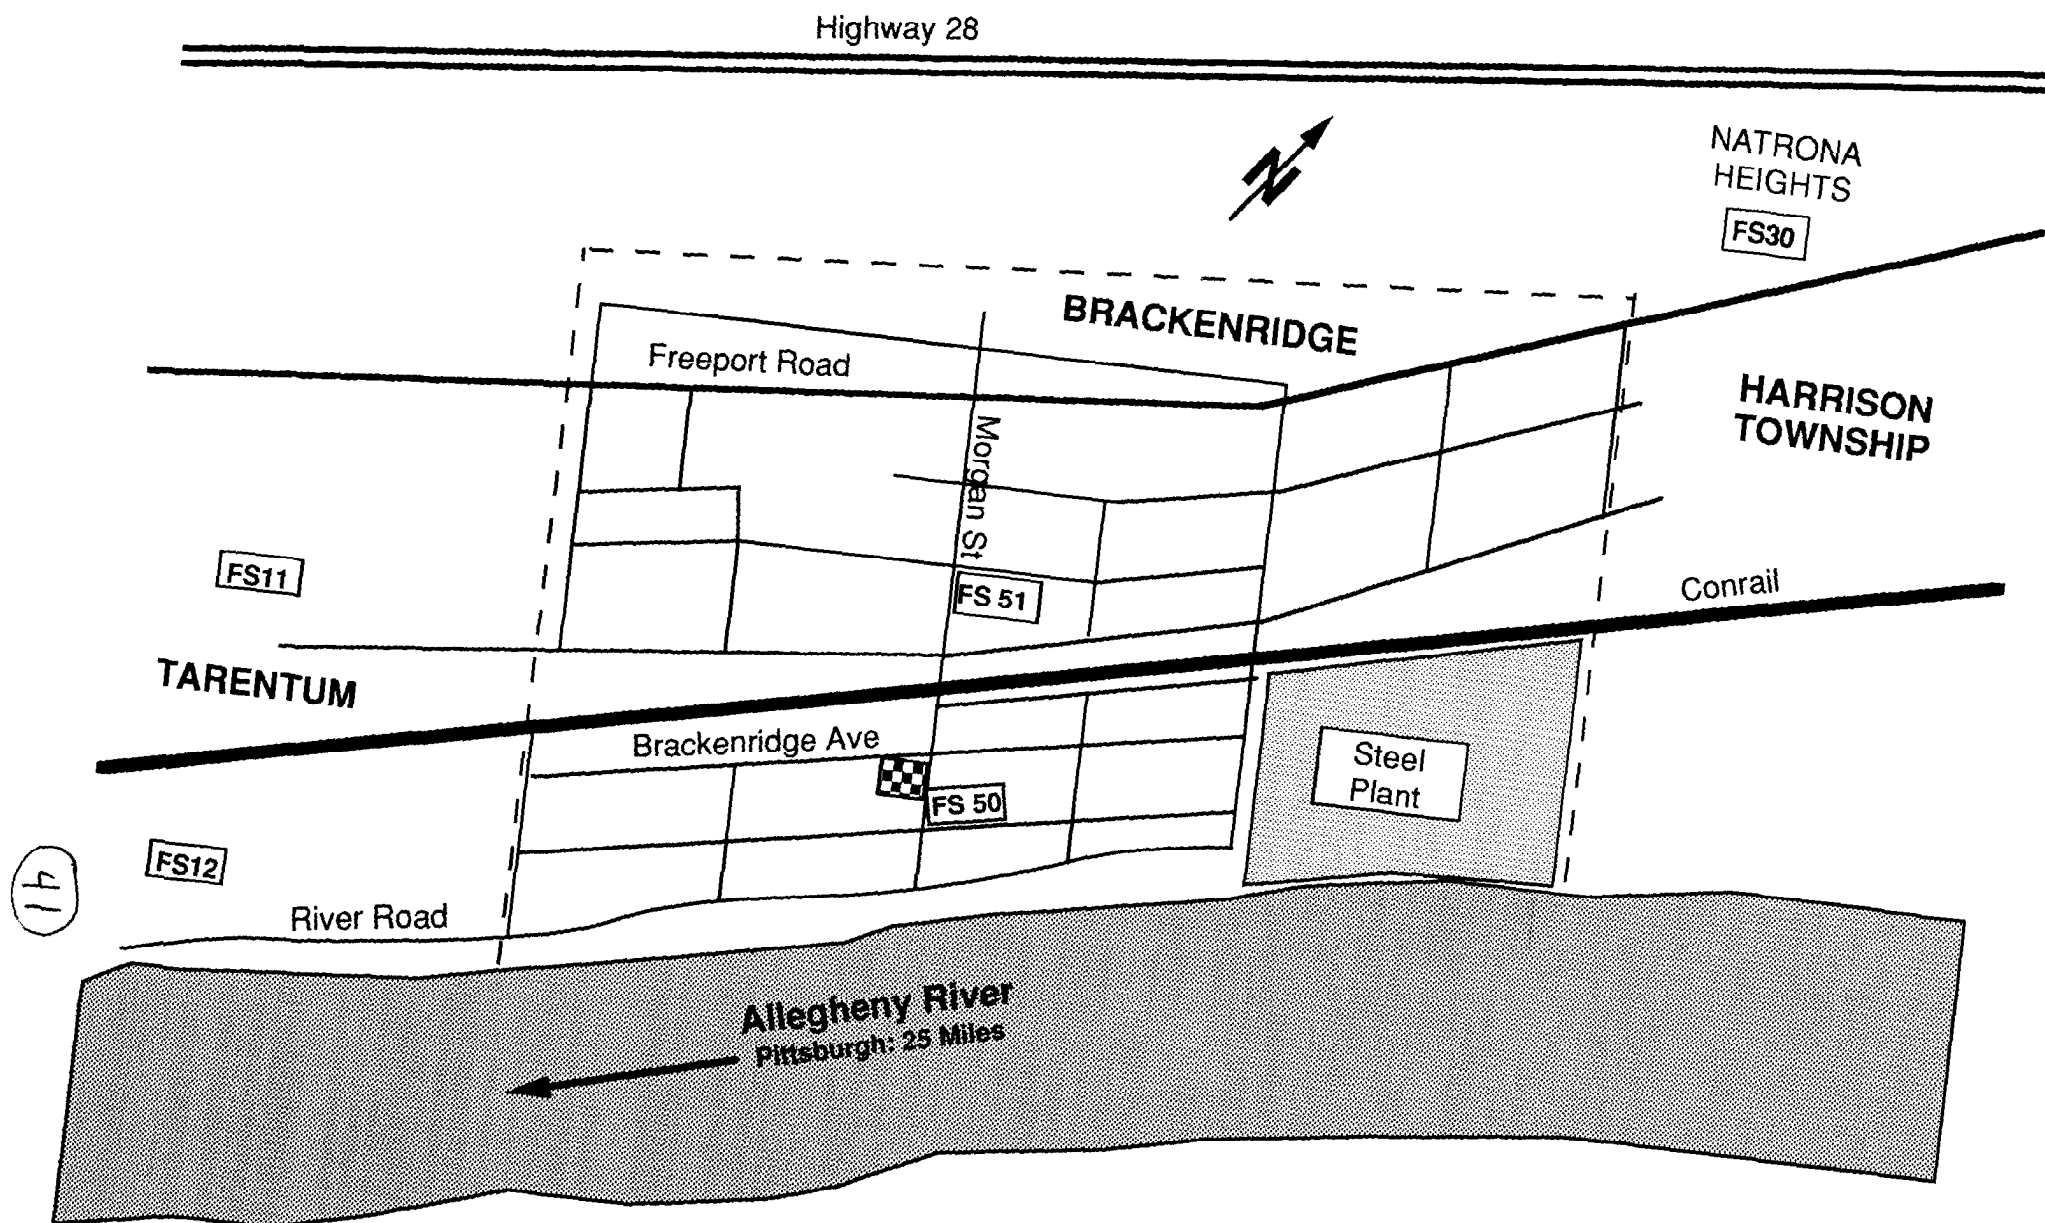 Highway 28
N
NATRONA
HEIGHTS
FS30
BRACKENRIDGE
Freeport Road
HARRISON
TOWNSHIP
Morgan St
FS11
FS 51
Conrail
TARENTUM
Brackenridge Ave
Steel
Plant
FS 50
FS12
41
River Road
Allegheny River
Pittsburgh: 25 Miles